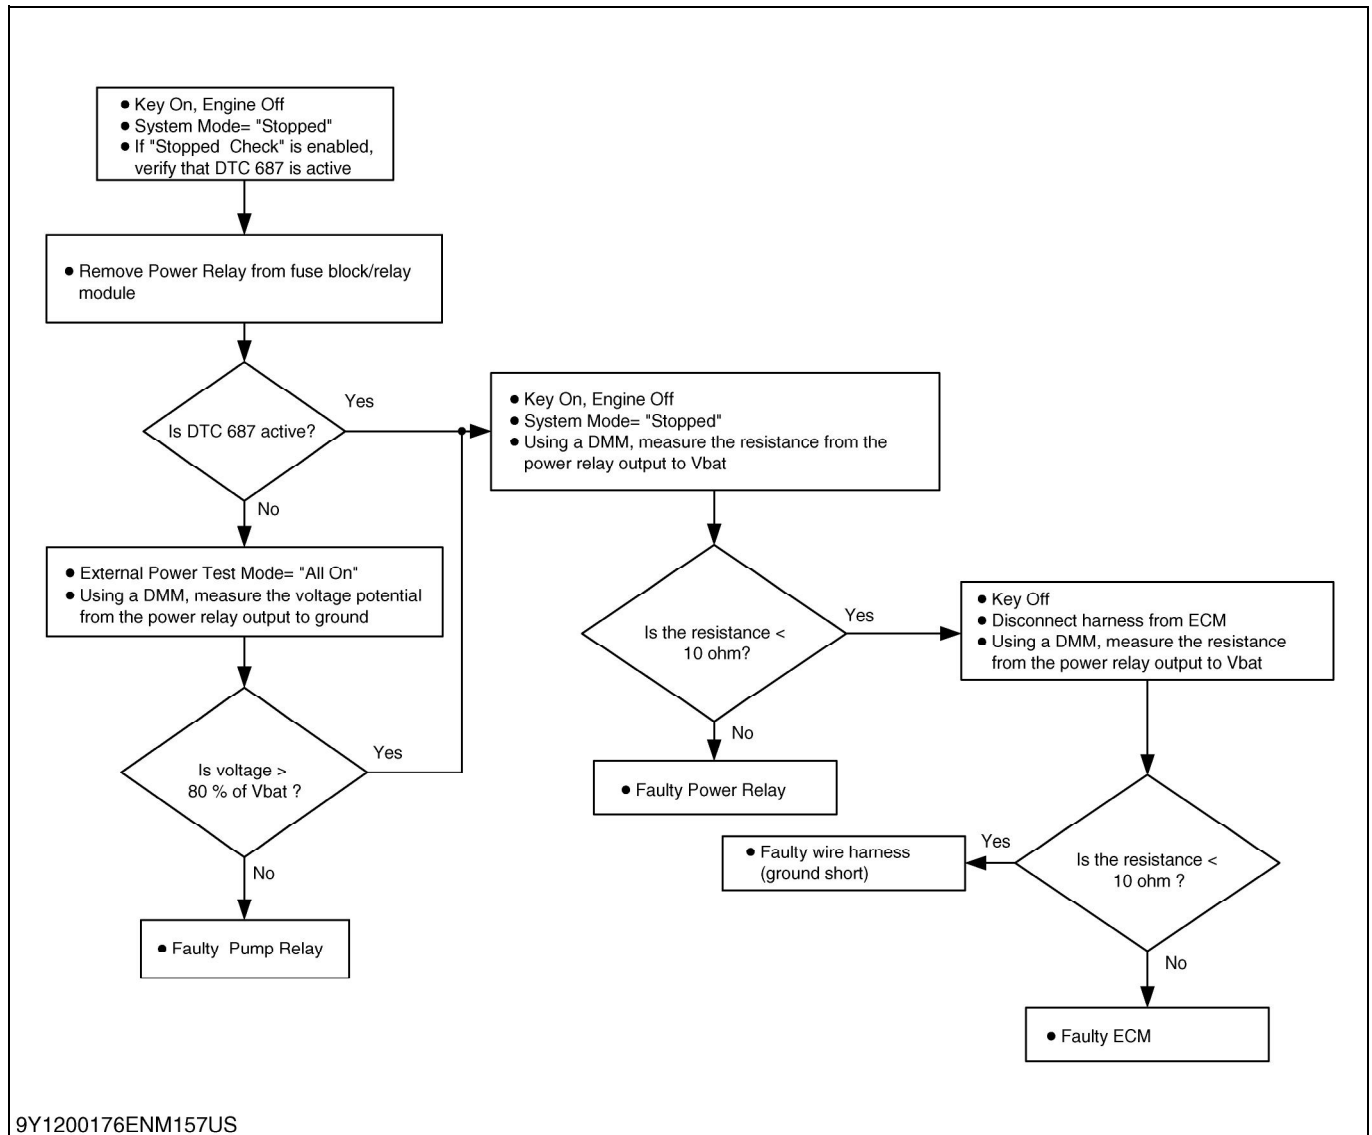 ● Key On, Engine Off
● System Mode= "Stopped"
● If "Stopped Check" is enabled,
verify that DTC 687 is active
● Remove Power Relay from fuse block/relay
module
Is DTC 687 active?
Yes
No
● External Power Test Mode= "All On"
● Using a DMM, measure the voltage potential
from the power relay output to ground
Is voltage >
80 % of Vbat ?
Yes
No
● Faulty Pump Relay
● Key On, Engine Off
● System Mode= "Stopped"
● Using a DMM, measure the resistance from the
power relay output to Vbat
Is the resistance <
10 ohm?
Yes
No
● Faulty Power Relay
● Key Off
● Disconnect harness from ECM
● Using a DMM, measure the resistance
from the power relay output to Vbat
Is the resistance <
10 ohm ?
Yes
● Faulty wire harness
(ground short)
No
● Faulty ECM
9Y1200176ENM157US